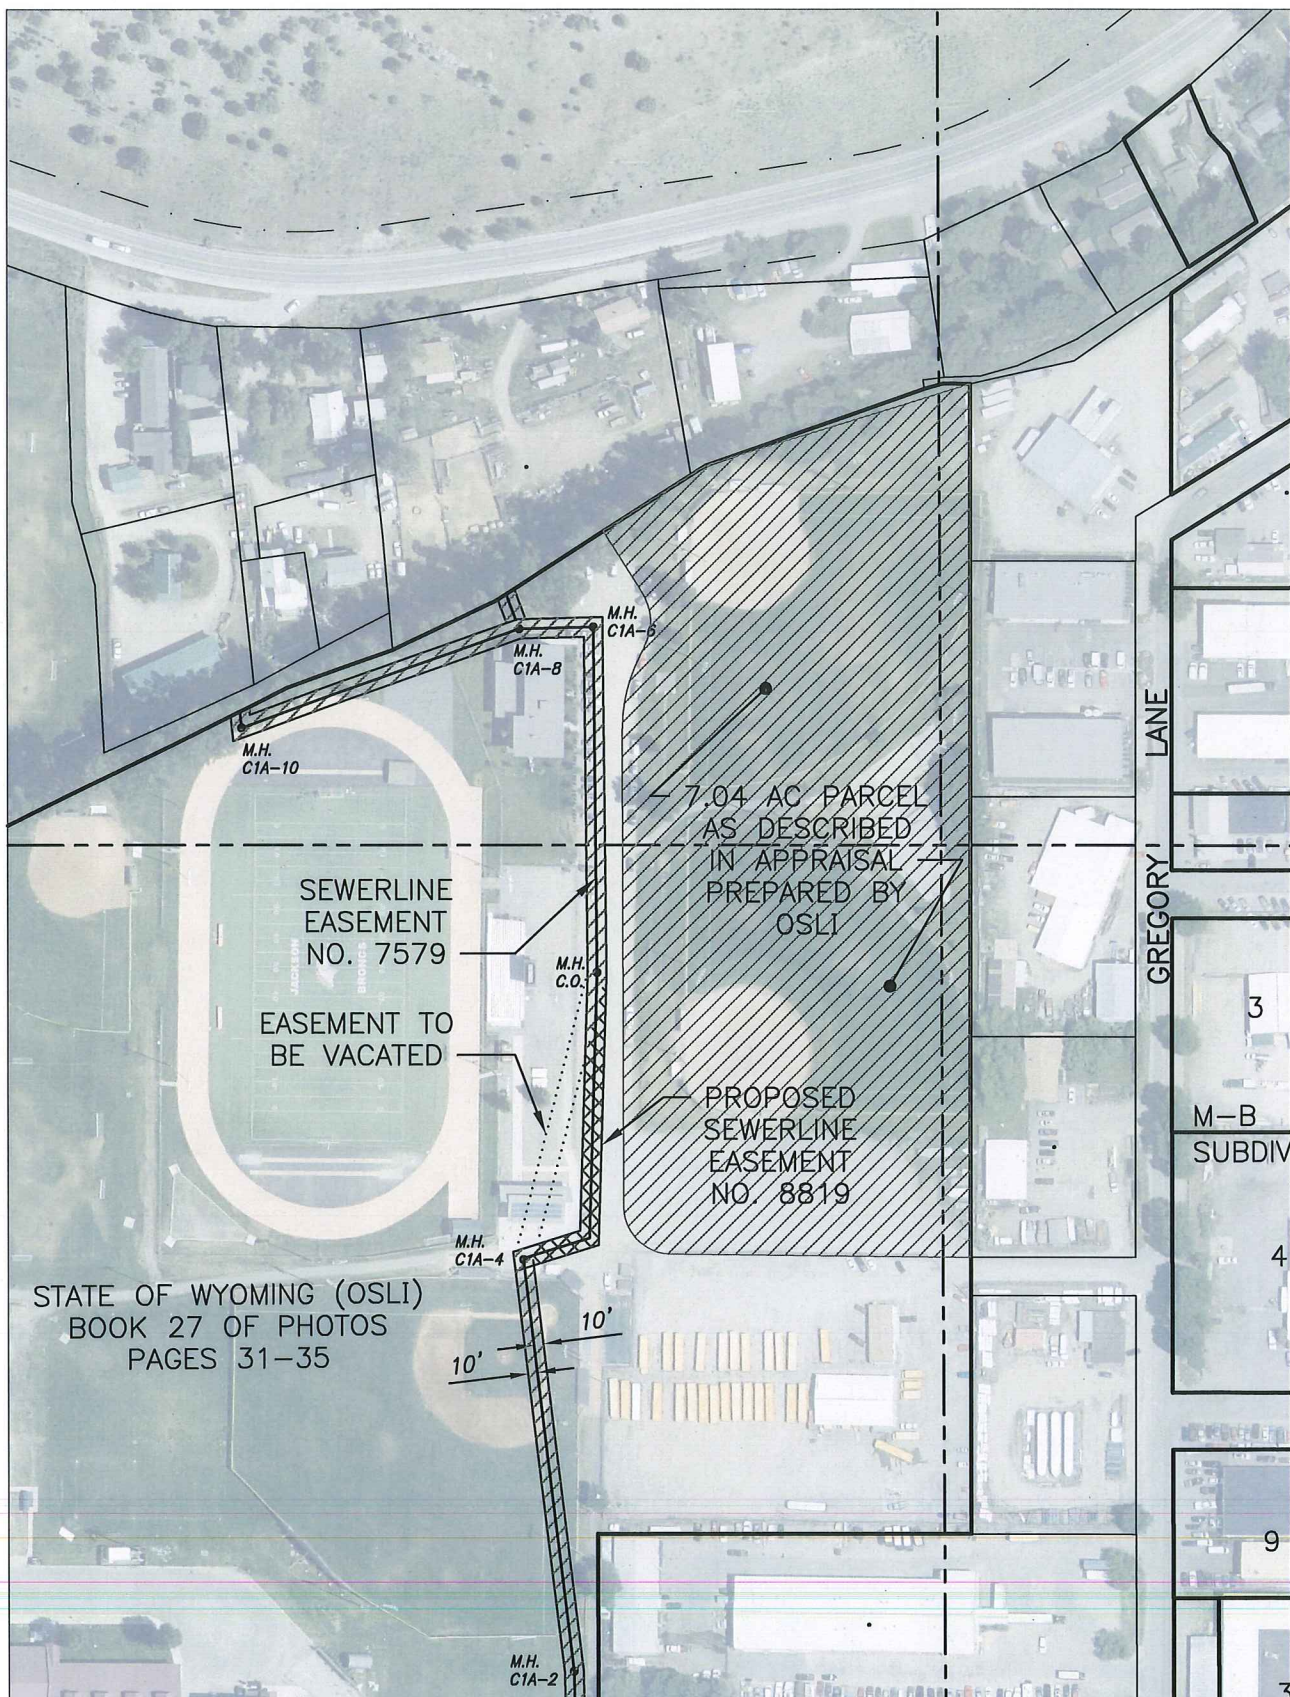 M.H.
C1A-6
M.H.
C1A-8
M.H.
C1A-10
7.04 AC PARCEL
AS DESCRIBED
IN APPRAISAL
PREPARED BY
OSLI
GREGORY LANE
SEWERLINE
EASEMENT
NO. 7579
JACKSON
BRONCS
M.H.
C.O.
EASEMENT TO
BE VACATED
3
PROPOSED
SEWERLINE
EASEMENT
NO. 8819
M-B
SUBDIV
M.H.
C1A-4
4
STATE OF WYOMING (OSLI)
BOOK 27 OF PHOTOS
PAGES 31-35
10'
10'
9
M.H.
C1A-2